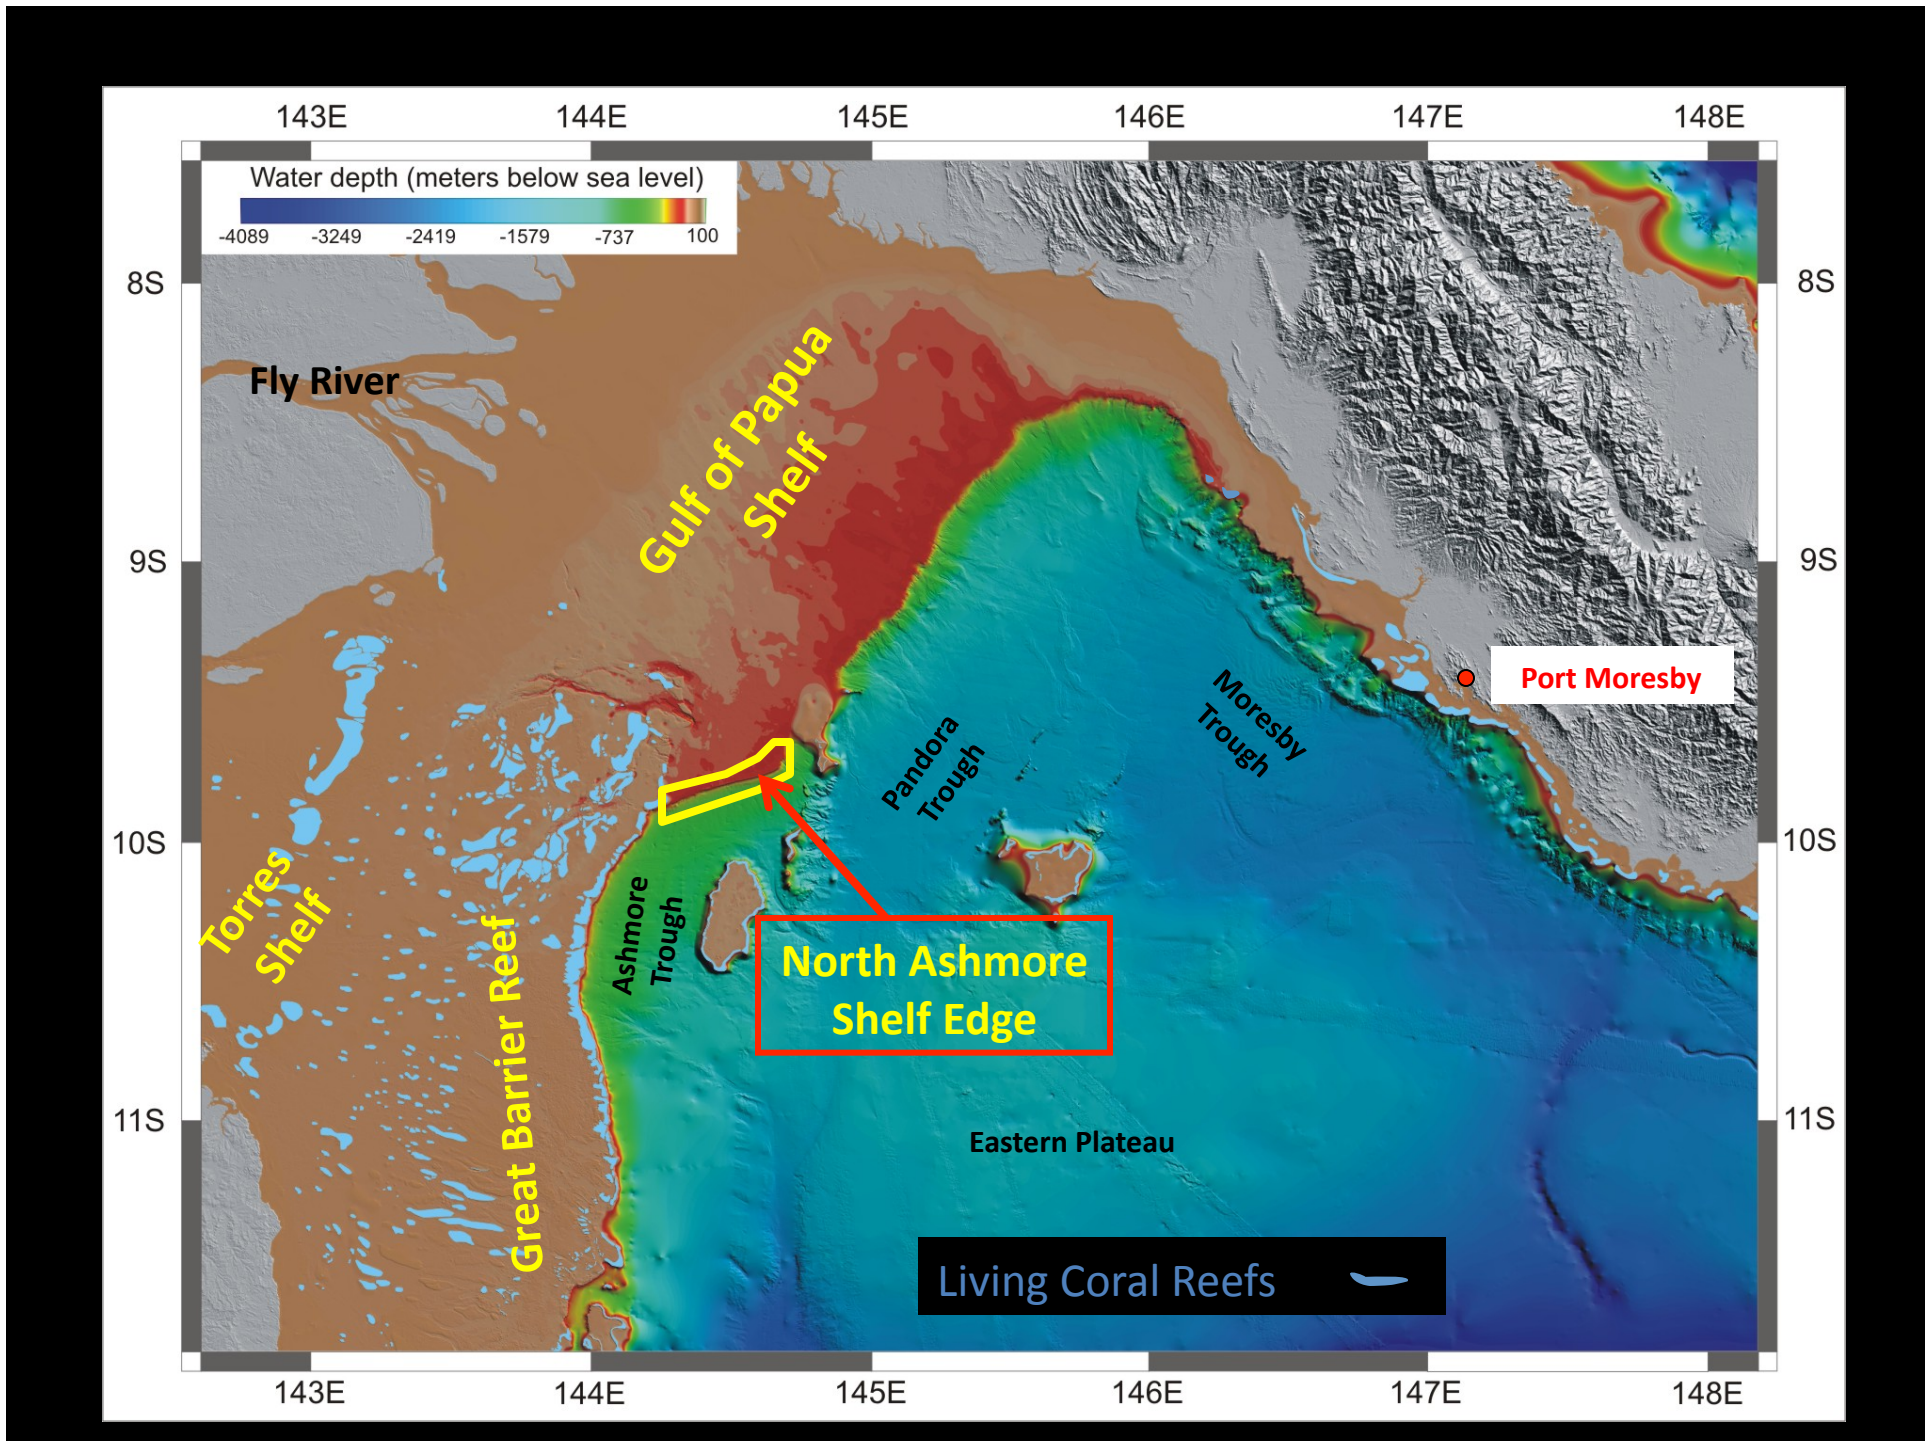 143E
144E
145E
146E
147E
148E
Water depth (meters below sea level)
-4089
-3249
-2419
-1579
-737
100
8S
8S
Fly River
Gulf of Papua
Shelf
9S
9S
Port Moresby
Moresby
Trough
Pandora
Trough
10S
10S
Torres
Shelf
Ashmore
Trough
Great Barrier Reef
North Ashmore
Shelf Edge
11S
11S
Eastern Plateau
Living Coral Reefs
143E
144E
145E
146E
147E
148E